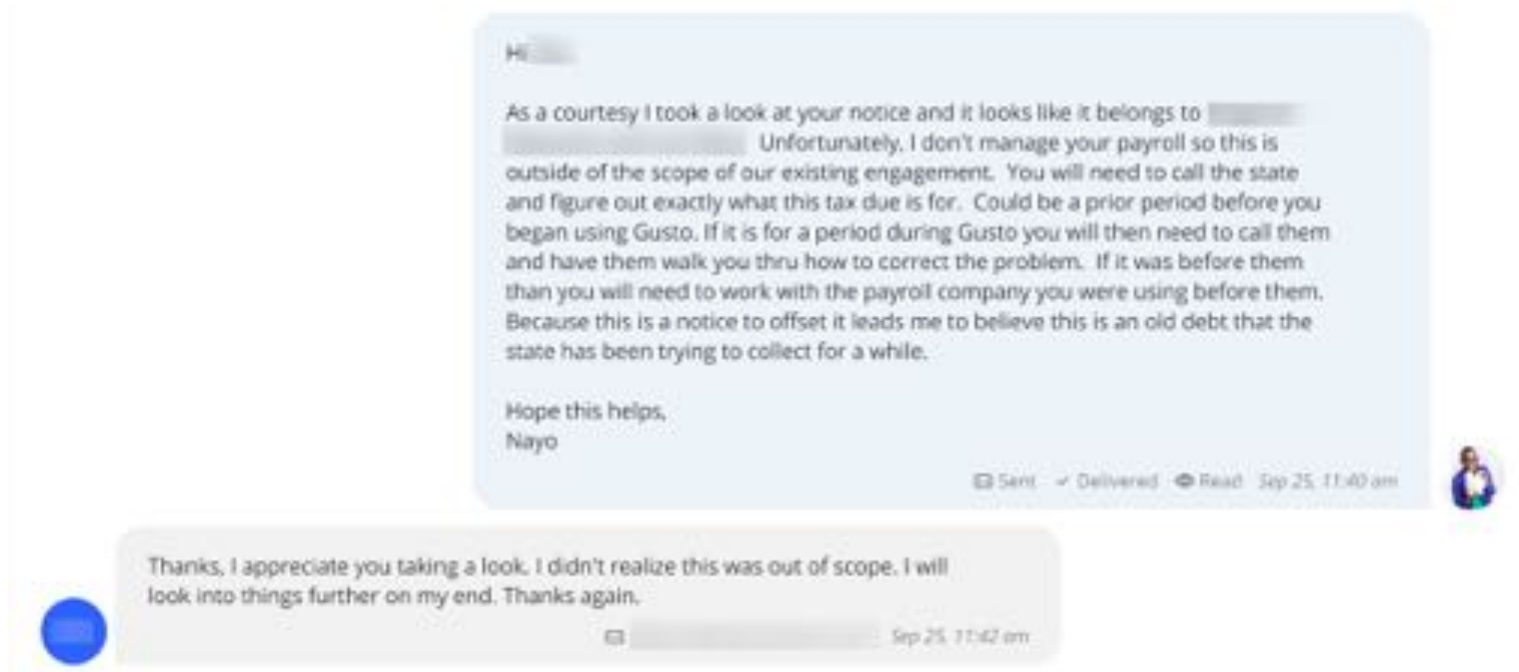 Hi
As a courtesy I took a look at your notice and it looks like it belongs to
Unfortunately, I don't manage your payroll so this is
outside of the scope of our existing engagement. You will need to call the state
and figure out exactly what this tax due is for. Could be a prior period before you
began using Gusto. If it is for a period during Gusto you will then need to call them
and have them walk you thru how to correct the problem. If it was before them
than you will need to work with the payroll company you were using before them.
Because this is a notice to offset it leads me to believe this is an old debt that the
state has been trying to collect for a while.
Hope this helps,
Nayo
Sent Delivered Read Sep 25, 11:40 am
Thanks, I appreciate you taking a look. I didn't realize this was out of scope. I will
look into things further on my end. Thanks again.
Sep 25, 11:42 am